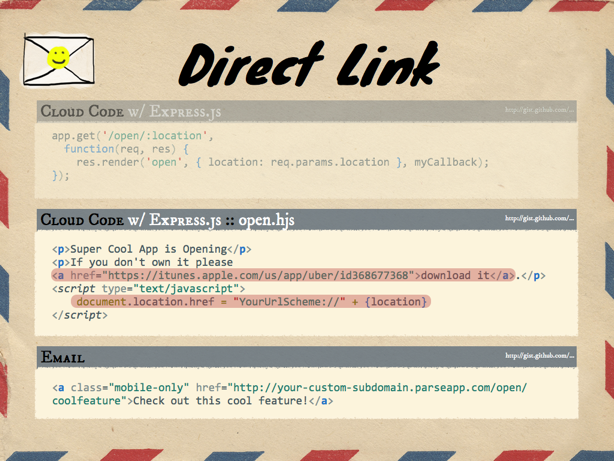 Direct Link
Cloud Code w/ Express.js http://gist.github.com/...
app.get('/open/:location',
  function(req, res) {
    res.render('open', { location: req.params.location }, myCallback);
});
Cloud Code w/ Express.js :: open.hjs http://gist.github.com/...
<p>Super Cool App is Opening</p>
<p>If you don't own it please
<a href="https://itunes.apple.com/us/app/uber/id368677368">download it</a>.</p>
<script type="text/javascript">
    document.location.href = "YourUrlScheme://" + {location}
</script>
Email http://gist.github.com/...
<a class="mobile-only" href="http://your-custom-subdomain.parseapp.com/open/
coolfeature">Check out this cool feature!</a>